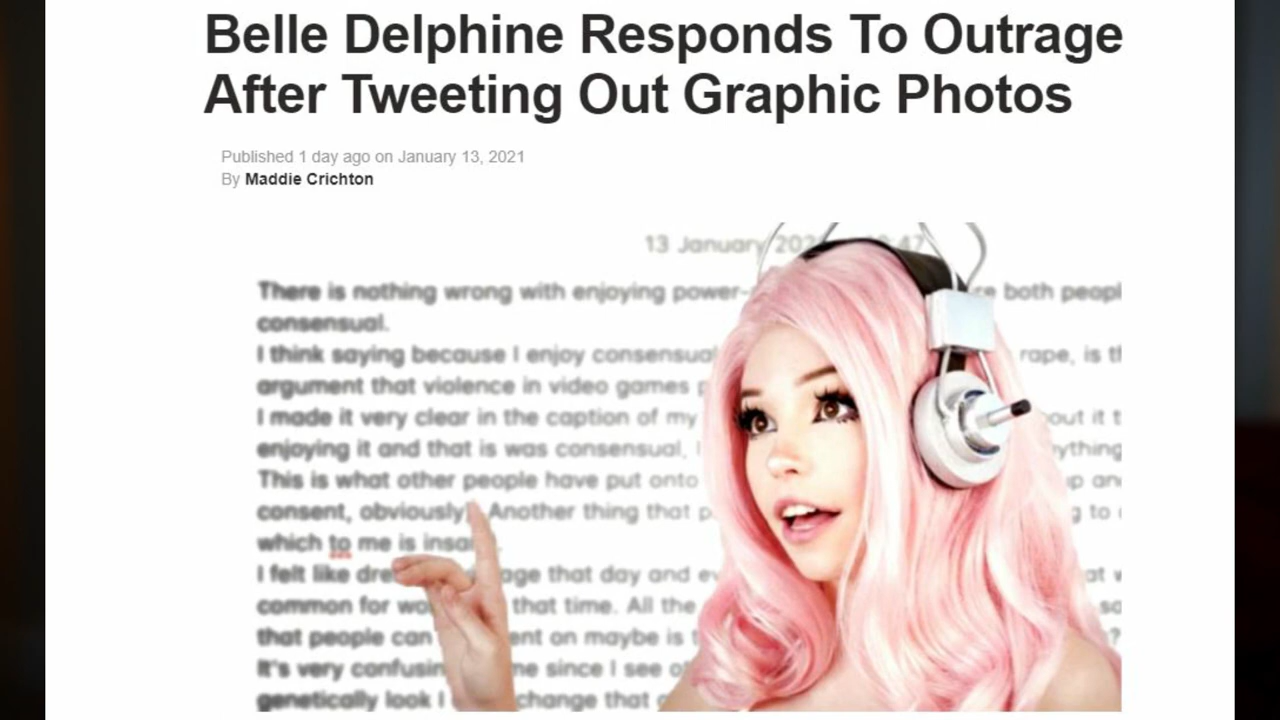 Belle Delphine Responds To Outrage
After Tweeting Out Graphic Photos
Published 1 day ago on January 13, 2021
By Maddie Crichton
13 January 47
There is nothing wrong with enjoying power- both peopl
consensual.
I think saying because I enjoy consensual rape, is th
argument that violence in video games
I made it very clear in the caption of my out it t
enjoying it and that is was consensual, ything
This is what other people have put onto p and
consent, obviously). Another thing that g to
which to me is insa
I felt like dre age that day and ev at
common for wo that time. All the so
that people can ent on maybe is t ?
It's very confusin me since I see o
genetically look I change that